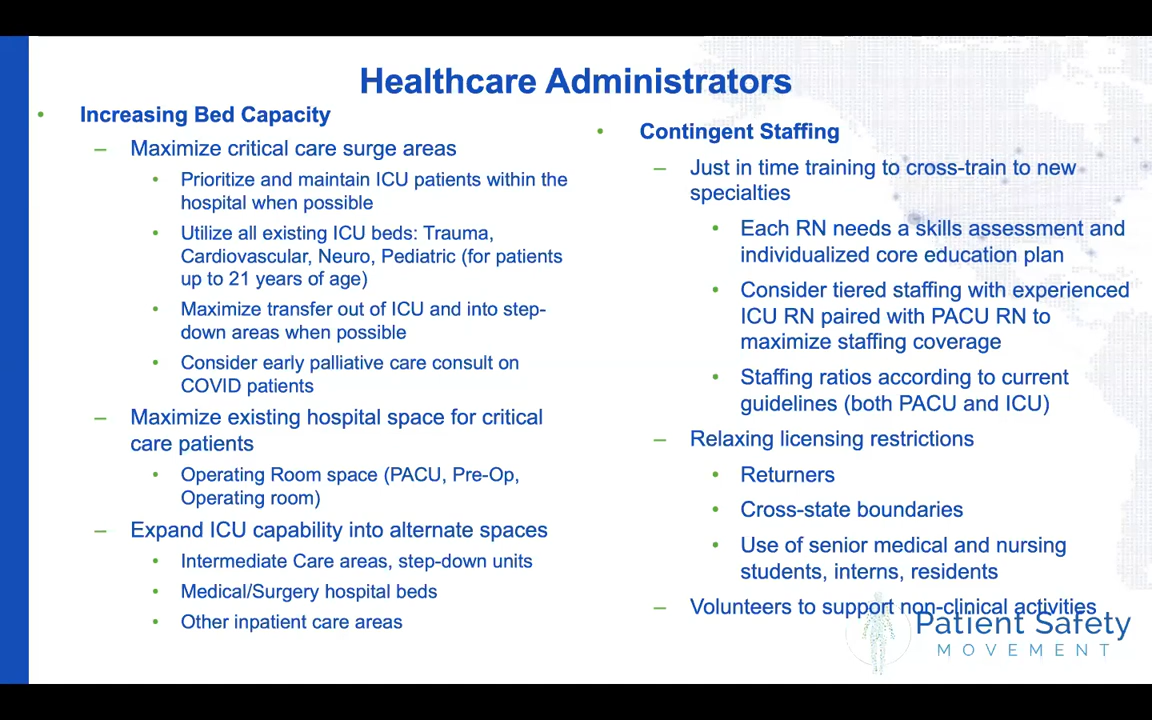 Healthcare Administrators
• Increasing Bed Capacity
– Maximize critical care surge areas
• Prioritize and maintain ICU patients within the
hospital when possible
• Utilize all existing ICU beds: Trauma,
Cardiovascular, Neuro, Pediatric (for patients
up to 21 years of age)
• Maximize transfer out of ICU and into step-
down areas when possible
• Consider early palliative care consult on
COVID patients
– Maximize existing hospital space for critical
care patients
• Operating Room space (PACU, Pre-Op,
Operating room)
– Expand ICU capability into alternate spaces
• Intermediate Care areas, step-down units
• Medical/Surgery hospital beds
• Other inpatient care areas
• Contingent Staffing
– Just in time training to cross-train to new
specialties
• Each RN needs a skills assessment and
individualized core education plan
• Consider tiered staffing with experienced
ICU RN paired with PACU RN to
maximize staffing coverage
• Staffing ratios according to current
guidelines (both PACU and ICU)
– Relaxing licensing restrictions
• Returners
• Cross-state boundaries
• Use of senior medical and nursing
students, interns, residents
– Volunteers to support non-clinical activities
Patient Safety
MOVEMENT